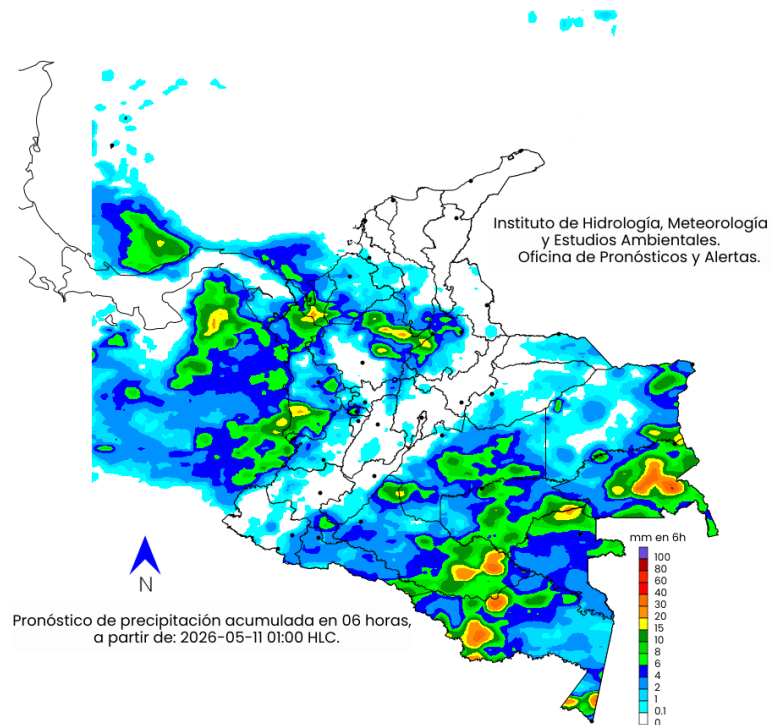 Instituto de Hidrología, Meteorología
y Estudios Ambientales.
Oficina de Pronósticos y Alertas.
N
Pronóstico de precipitación acumulada en 06 horas,
a partir de: 2026-05-11 01:00 HLC.
mm en 6h
100
80
60
40
30
20
15
10
8
6
4
2
1
0.1
0